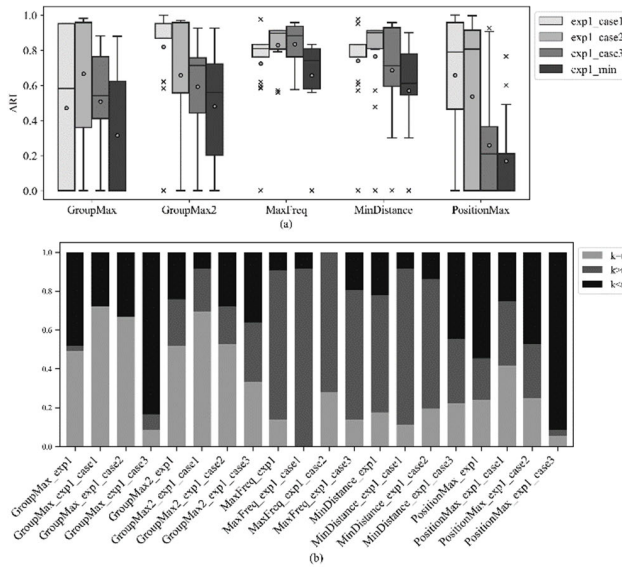 1.0
0.8
0.6
0.4
0.2
0.0
ARI
GroupMax
GroupMax2
MaxFreq
MinDistance
PositionMax
exp1_case1
exp1_case2
exp1_case3
exp1_min
(a)
1.0
0.8
0.6
0.4
0.2
0.0
GroupMax_exp1
GroupMax_exp1_case1
GroupMax_exp1_case2
GroupMax_exp1_case3
GroupMax2_exp1
GroupMax2_exp1_case1
GroupMax2_exp1_case2
GroupMax2_exp1_case3
MaxFreq_exp1
MaxFreq_exp1_case1
MaxFreq_exp1_case2
MaxFreq_exp1_case3
MinDistance_exp1
MinDistance_exp1_case1
MinDistance_exp1_case2
MinDistance_exp1_case3
PositionMax_exp1
PositionMax_exp1_case1
PositionMax_exp1_case2
PositionMax_exp1_case3
(b)